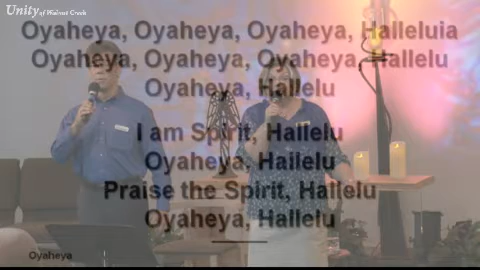 Unity of Walnut Creek
Oyaheya, Oyaheya, Oyaheya, Halleluia
Oyaheya, Oyaheya, Oyaheya, Hallelu
Oyaheya, Hallelu
I am Spirit, Hallelu
Oyaheya, Hallelu
Praise the Spirit, Hallelu
Oyaheya, Hallelu
Oyaheya